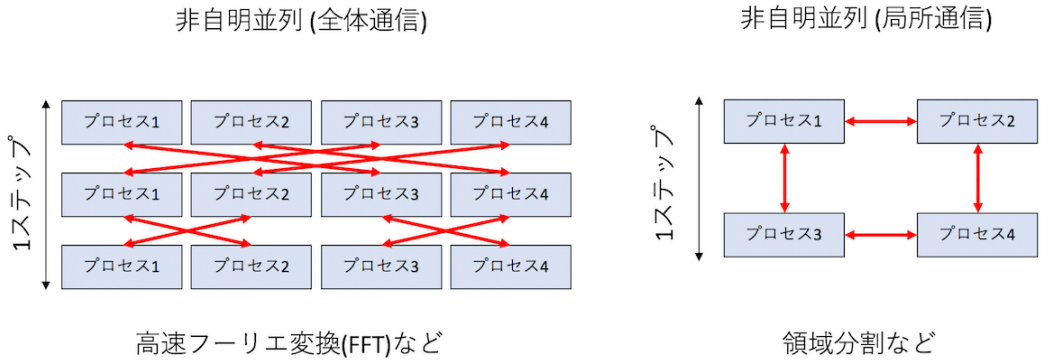 非自明並列 (全体通信)
1ステップ
プロセス1 プロセス2 プロセス3 プロセス4
プロセス1 プロセス2 プロセス3 プロセス4
プロセス1 プロセス2 プロセス3 プロセス4
高速フーリエ変換(FFT)など
非自明並列 (局所通信)
1ステップ
プロセス1 プロセス2
プロセス3 プロセス4
領域分割など